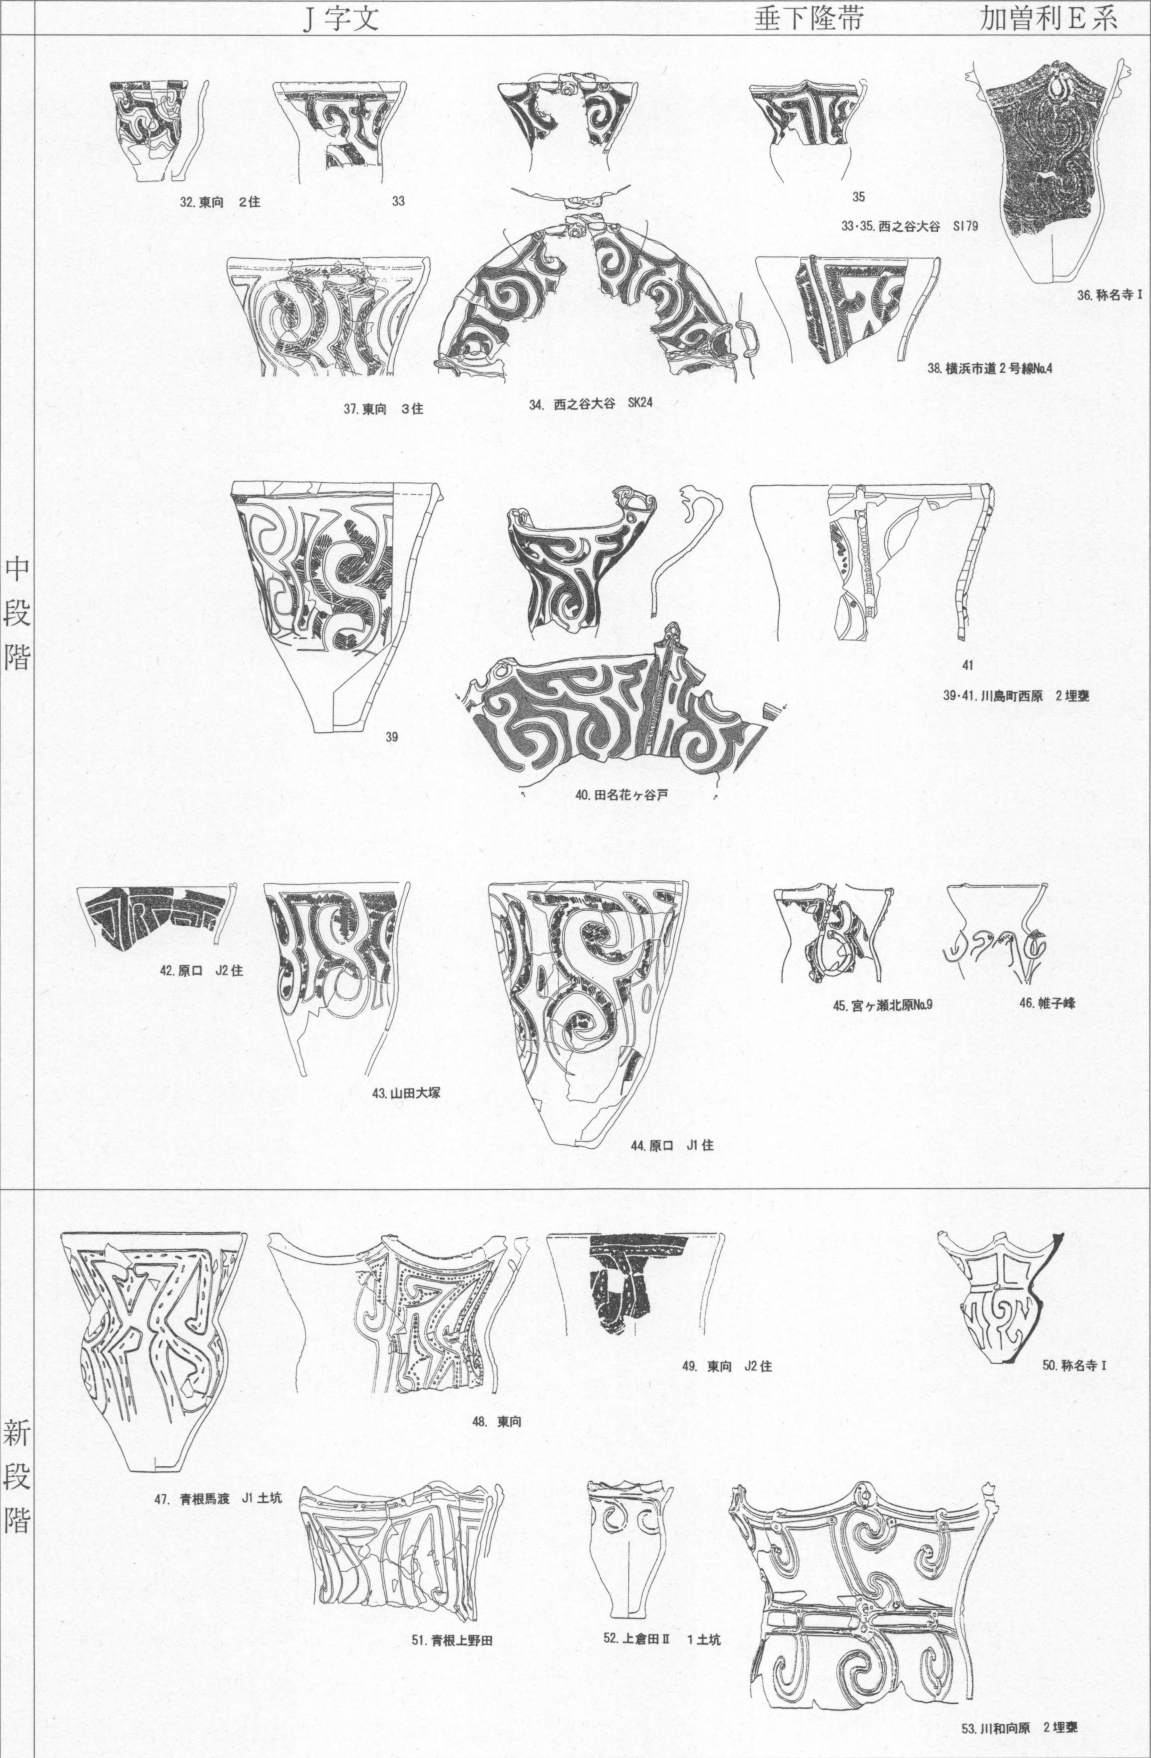 J字文 垂下隆帯 加曽利E系
中段階
32.東向 2住
33
35
33・35.西之谷大谷 SI79
36.称名寺Ⅰ
37.東向 3住
34. 西之谷大谷 SK24
38.横浜市道2号線No.4
39
40.田名花ヶ谷戸
41
39・41.川島町西原 2埋甕
42.原口 J2住
43.山田大塚
44.原口 J1住
45.宮ヶ瀬北原No.9
46.帷子峰
新段階
47. 青根馬渡 J1土坑
48. 東向
49. 東向 J2住
50.称名寺Ⅰ
51.青根上野田
52.上倉田Ⅱ 1土坑
53.川和向原 2埋甕